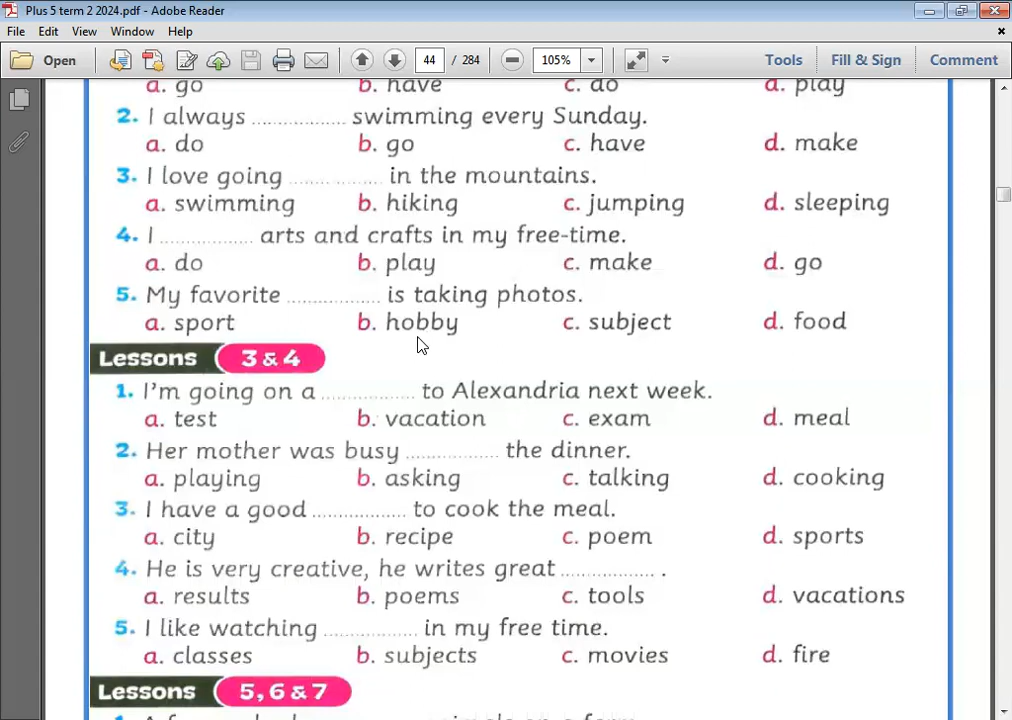 Plus 5 term 2 2024.pdf - Adobe Reader
File Edit View Window Help
Open 44 / 284 105% Tools Fill & Sign Comment
a. go b. have c. do d. play
2. I always ................. swimming every Sunday.
a. do b. go c. have d. make
3. I love going ................. in the mountains.
a. swimming b. hiking c. jumping d. sleeping
4. I ................. arts and crafts in my free-time.
a. do b. play c. make d. go
5. My favorite ................. is taking photos.
a. sport b. hobby c. subject d. food
Lessons 3 & 4
1. I'm going on a ................. to Alexandria next week.
a. test b. vacation c. exam d. meal
2. Her mother was busy ................. the dinner.
a. playing b. asking c. talking d. cooking
3. I have a good ................. to cook the meal.
a. city b. recipe c. poem d. sports
4. He is very creative, he writes great ................. .
a. results b. poems c. tools d. vacations
5. I like watching ................. in my free time.
a. classes b. subjects c. movies d. fire
Lessons 5, 6 & 7